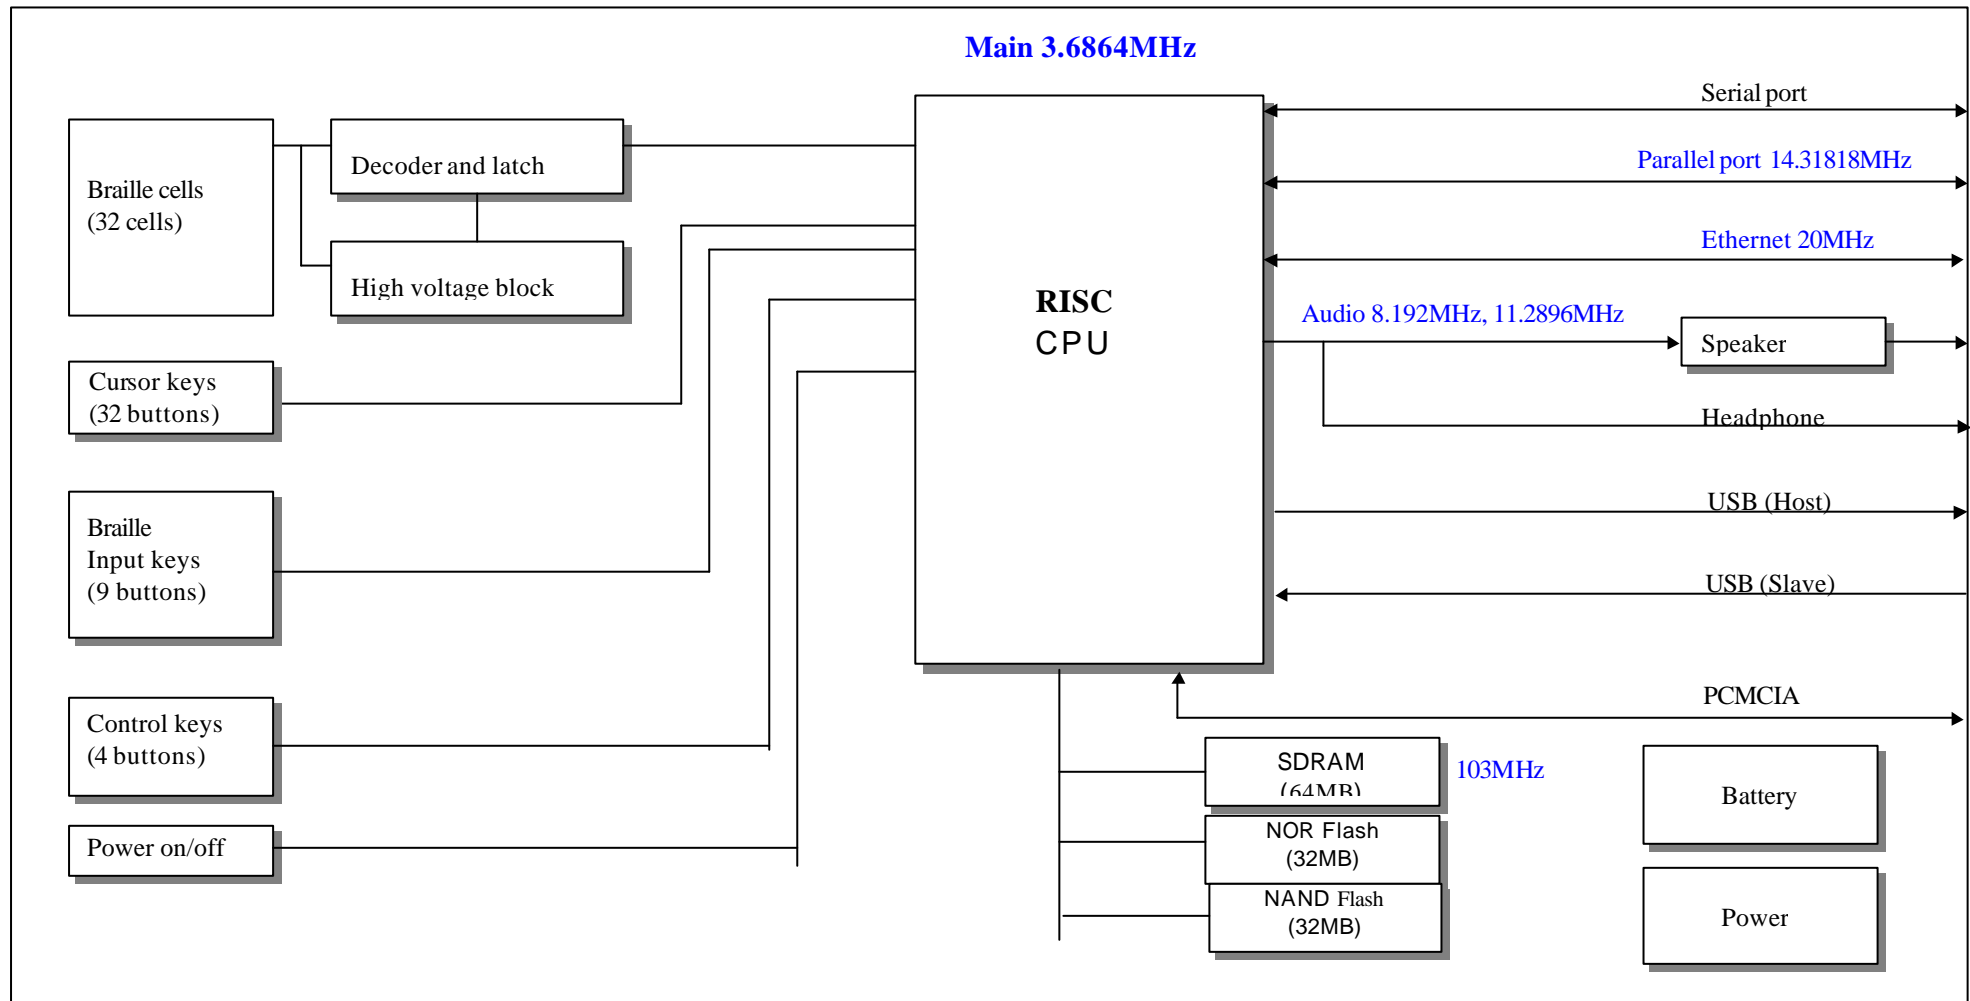 Main 3.6864MHz
Braille cells
(32 cells)
Decoder and latch
High voltage block
Cursor keys
(32 buttons)
Braille
Input keys
(9 buttons)
Control keys
(4 buttons)
Power on/off
RISC
CPU
Serial port
Parallel port 14.31818MHz
Ethernet 20MHz
Audio 8.192MHz, 11.2896MHz
Speaker
Headphone
USB (Host)
USB (Slave)
PCMCIA
SDRAM
(64MB)
103MHz
NOR Flash
(32MB)
NAND Flash
(32MB)
Battery
Power